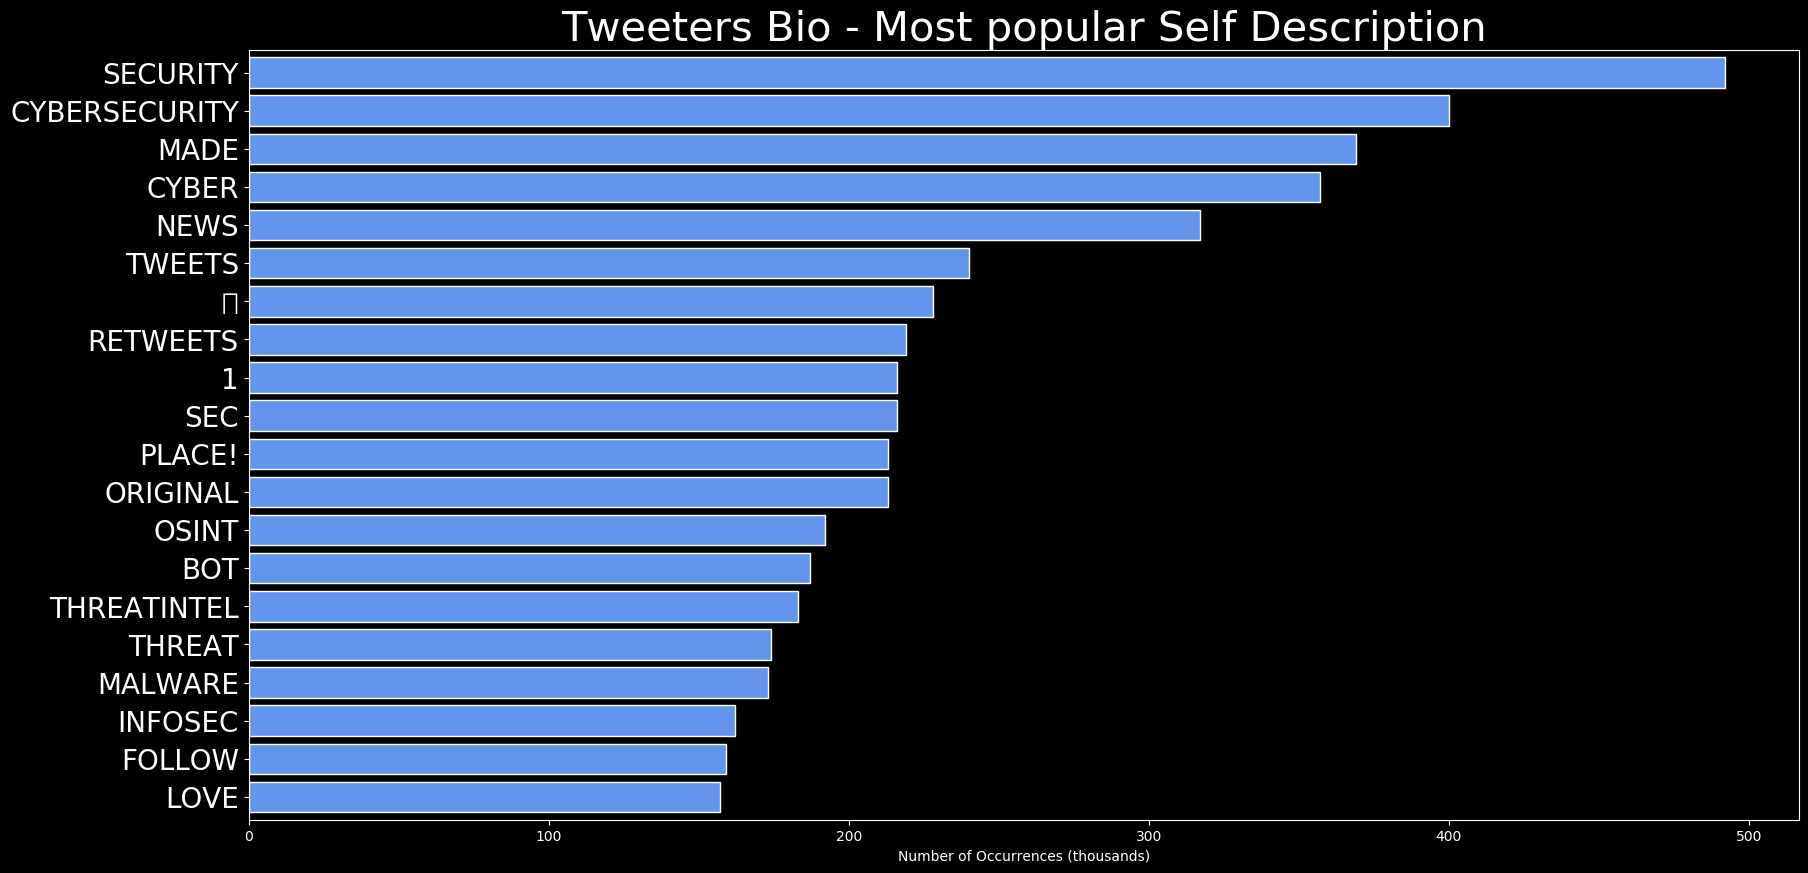 Tweeters Bio - Most popular Self Description
SECURITY
CYBERSECURITY
MADE
CYBER
NEWS
TWEETS
RETWEETS
1
SEC
PLACE!
ORIGINAL
OSINT
BOT
THREATINTEL
THREAT
MALWARE
INFOSEC
FOLLOW
LOVE
0 100 200 300 400 500
Number of Occurrences (thousands)